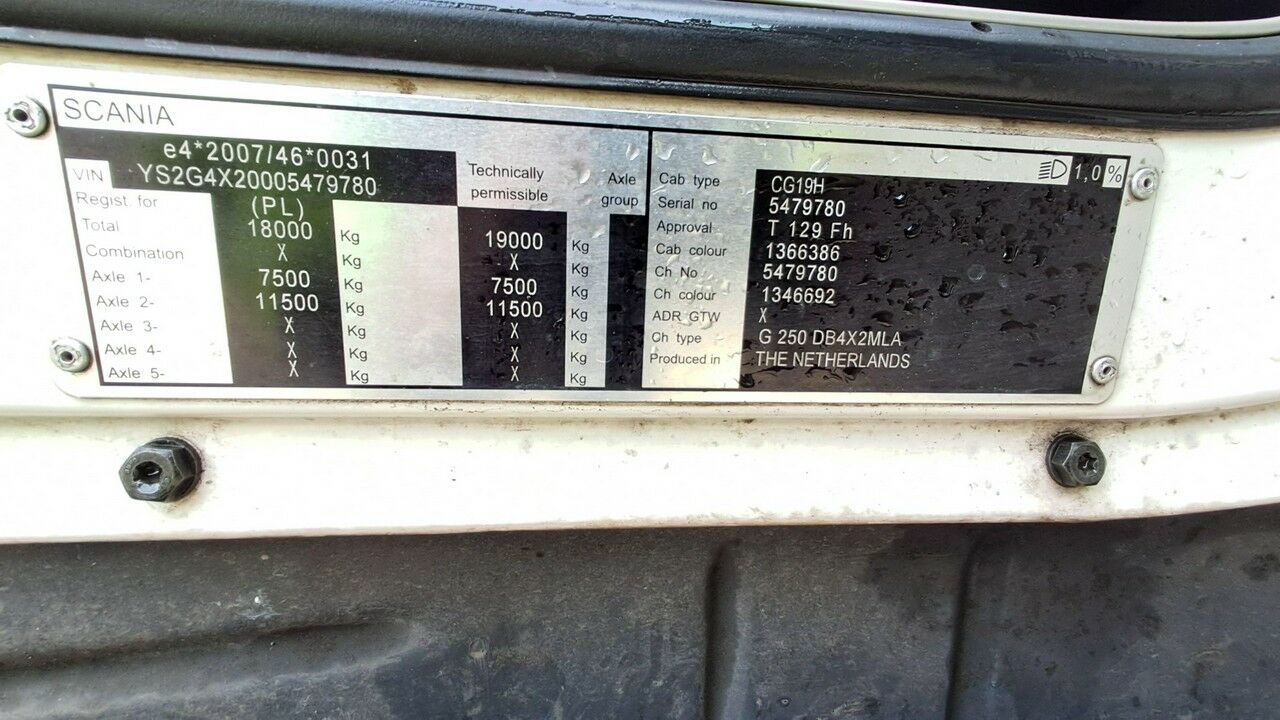 SCANIA
e4*2007/46*0031
VIN YS2G4X20005479780
Technically permissible
Axle group
Regist. for (PL)
Total 18000 Kg 19000 Kg
Combination X Kg X Kg
Axle 1- 7500 Kg 7500 Kg
Axle 2- 11500 Kg 11500 Kg
Axle 3- X Kg X Kg
Axle 4- X Kg X Kg
Axle 5- X Kg X Kg
1,0 %
Cab type CG19H
Serial no 5479780
Approval T 129 Fh
Cab colour 1366386
Ch No 5479780
Ch colour 1346692
ADR GTW X
Ch type G 250 DB4X2MLA
Produced in THE NETHERLANDS